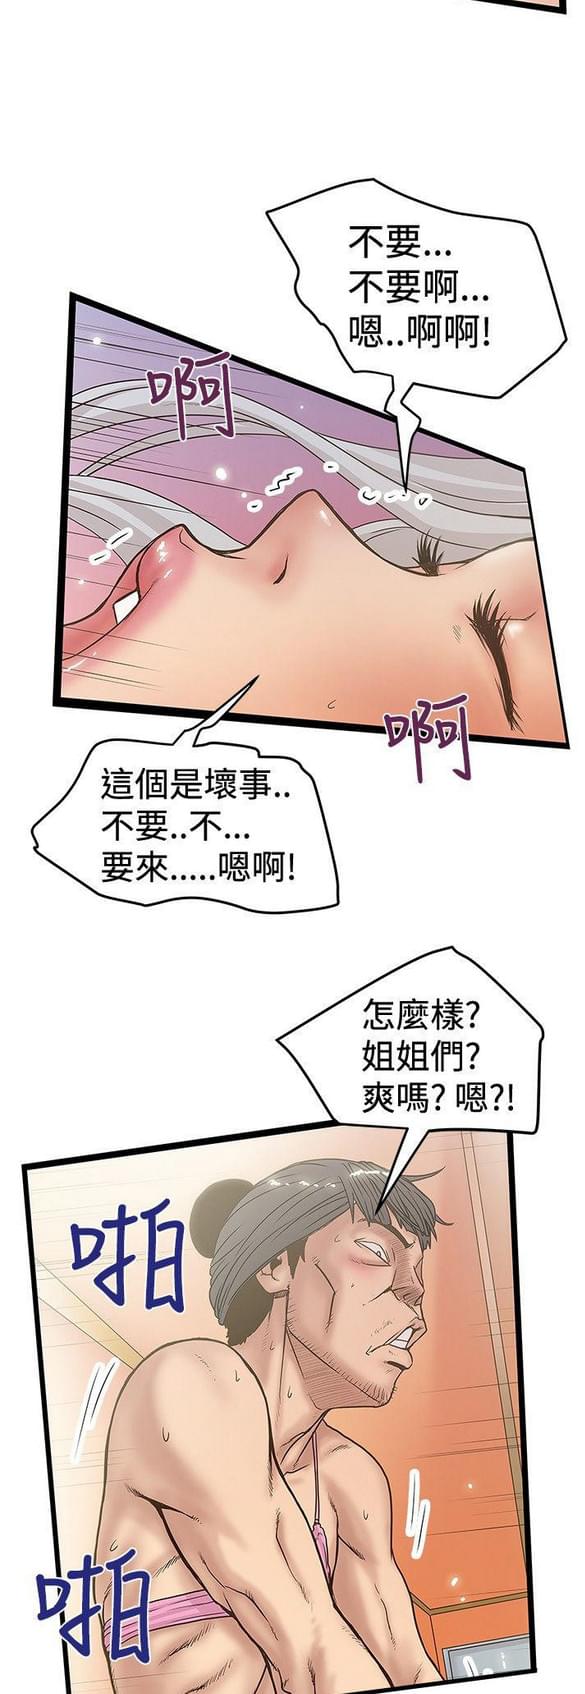 不要...
不要啊...
嗯..啊啊!
啊
啊
這個是壞事..
不要..不...
要來.....嗯啊!
怎麼樣?
姐姐們?
爽嗎? 嗯?!
啪
啪